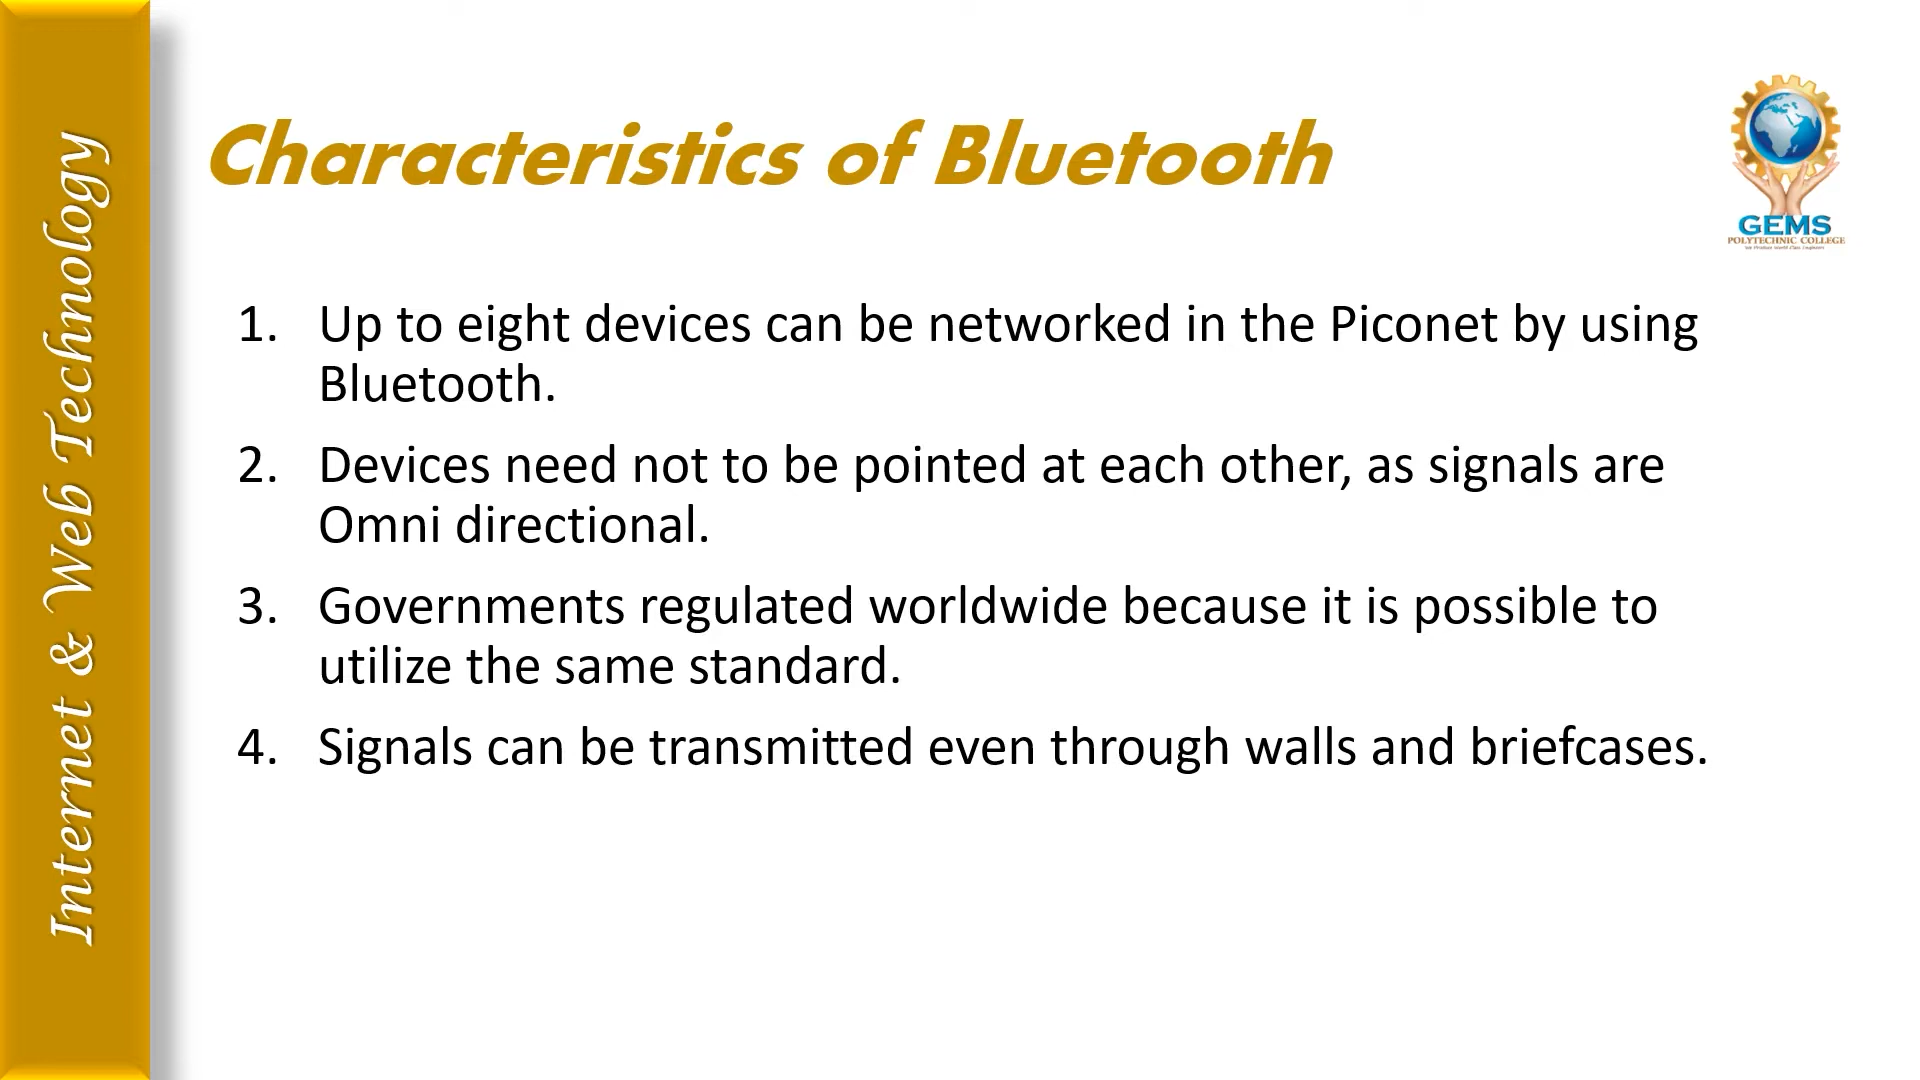 Internet & Web Technology
Characteristics of Bluetooth
GEMS
POLYTECHNIC COLLEGE
1. Up to eight devices can be networked in the Piconet by using
Bluetooth.
2. Devices need not to be pointed at each other, as signals are
Omni directional.
3. Governments regulated worldwide because it is possible to
utilize the same standard.
4. Signals can be transmitted even through walls and briefcases.